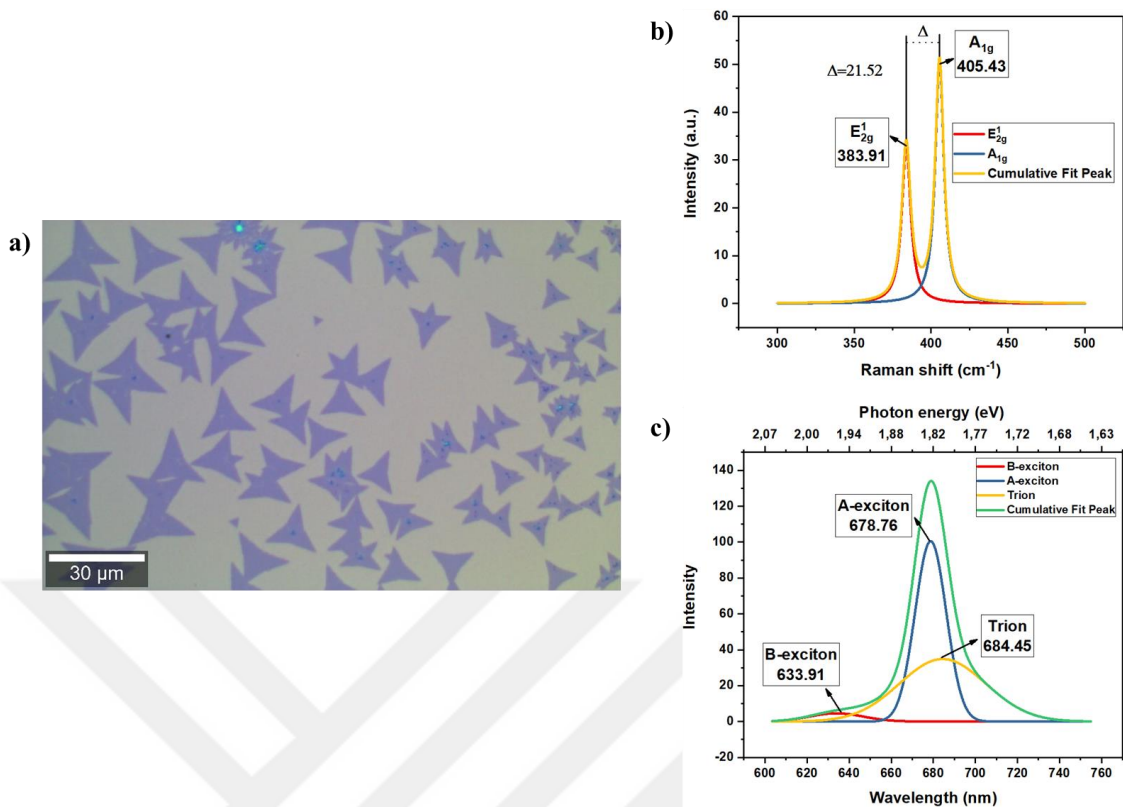 a)
30 µm
b)
Intensity (a.u.)
60
50
40
30
20
10
0
Δ
Δ=21.52
A1g
405.43
E¹2g
383.91
E¹2g
A1g
Cumulative Fit Peak
300 350 400 450 500
Raman shift (cm⁻¹)
c)
Photon energy (eV)
2,07 2,00 1,94 1,88 1,82 1,77 1,72 1,68 1,63
Intensity
140
120
100
80
60
40
20
0
-20
B-exciton
A-exciton
Trion
Cumulative Fit Peak
A-exciton
678.76
Trion
684.45
B-exciton
633.91
600 620 640 660 680 700 720 740 760
Wavelength (nm)